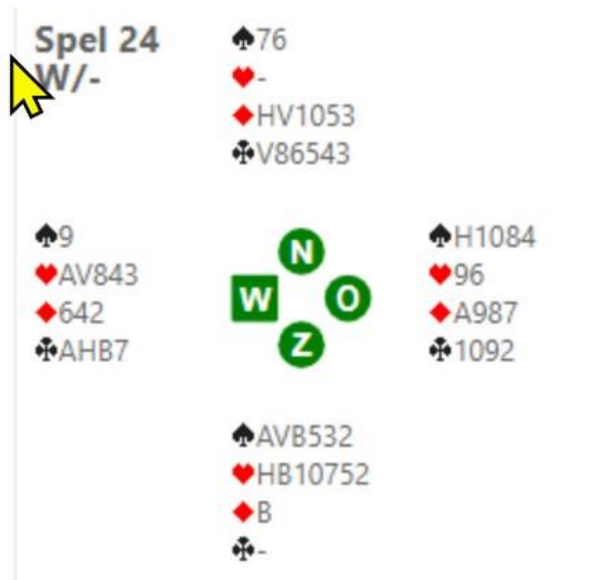 Spel 24
W/-
♠76
♥-
♦HV1053
♣V86543
♠9
♥AV843
♦642
♣AHB7
N
W
O
Z
♠H1084
♥96
♦A987
♣1092
♠AVB532
♥HB10752
♦B
♣-